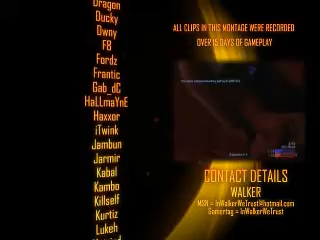 Dragon
Ducky
Dwny
F8
Fordz
Frantic
Gab_dC
HaLLmaYnE
Haxxor
iTwink
Jambun
Jarmir
Kabal
Kambo
Killself
Kurtiz
Lukeh
ALL CLIPS IN THIS MONTAGE WERE RECORDED
OVER 15 DAYS OF GAMEPLAY
CONTACT DETAILS
WALKER
MSN = InWalkerWeTrust@hotmail.com
Gamertag = InWalkerWeTrust